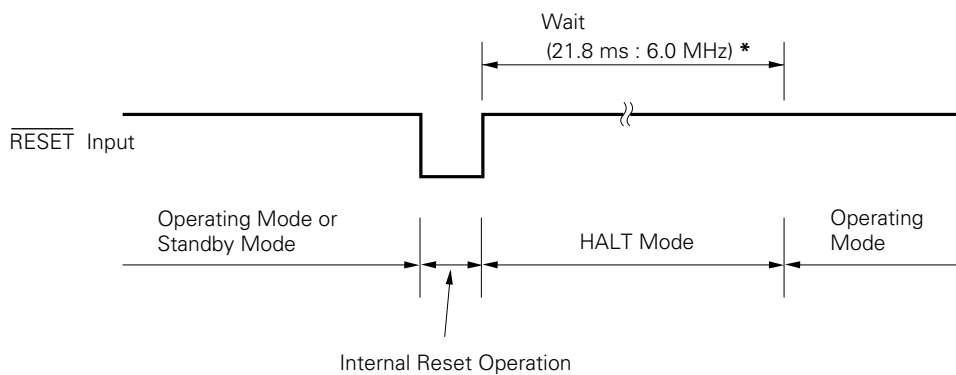 Wait
(21.8 ms : 6.0 MHz) *
RESET Input
Operating Mode or
Standby Mode
HALT Mode
Operating
Mode
Internal Reset Operation